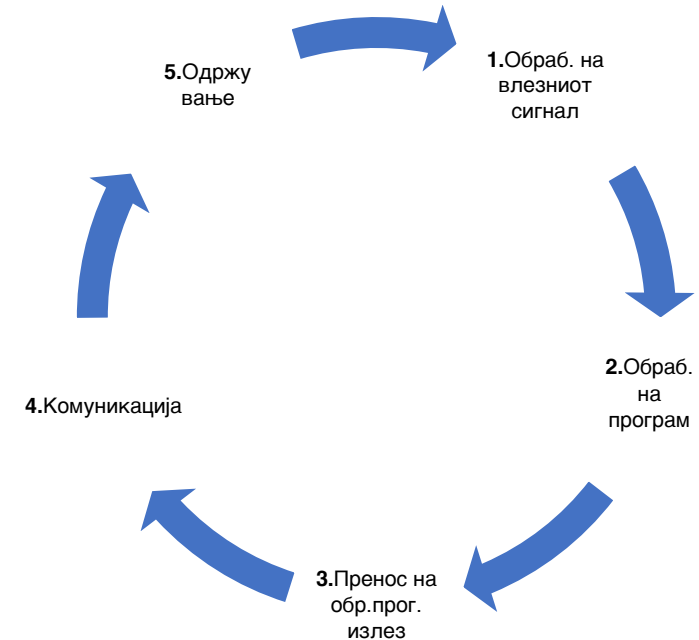 1.Обраб. на
влезниот
сигнал
2.Обраб.
на
програм
3.Пренос на
обр.прог.
излез
4.Комуникација
5.Одржу
вање